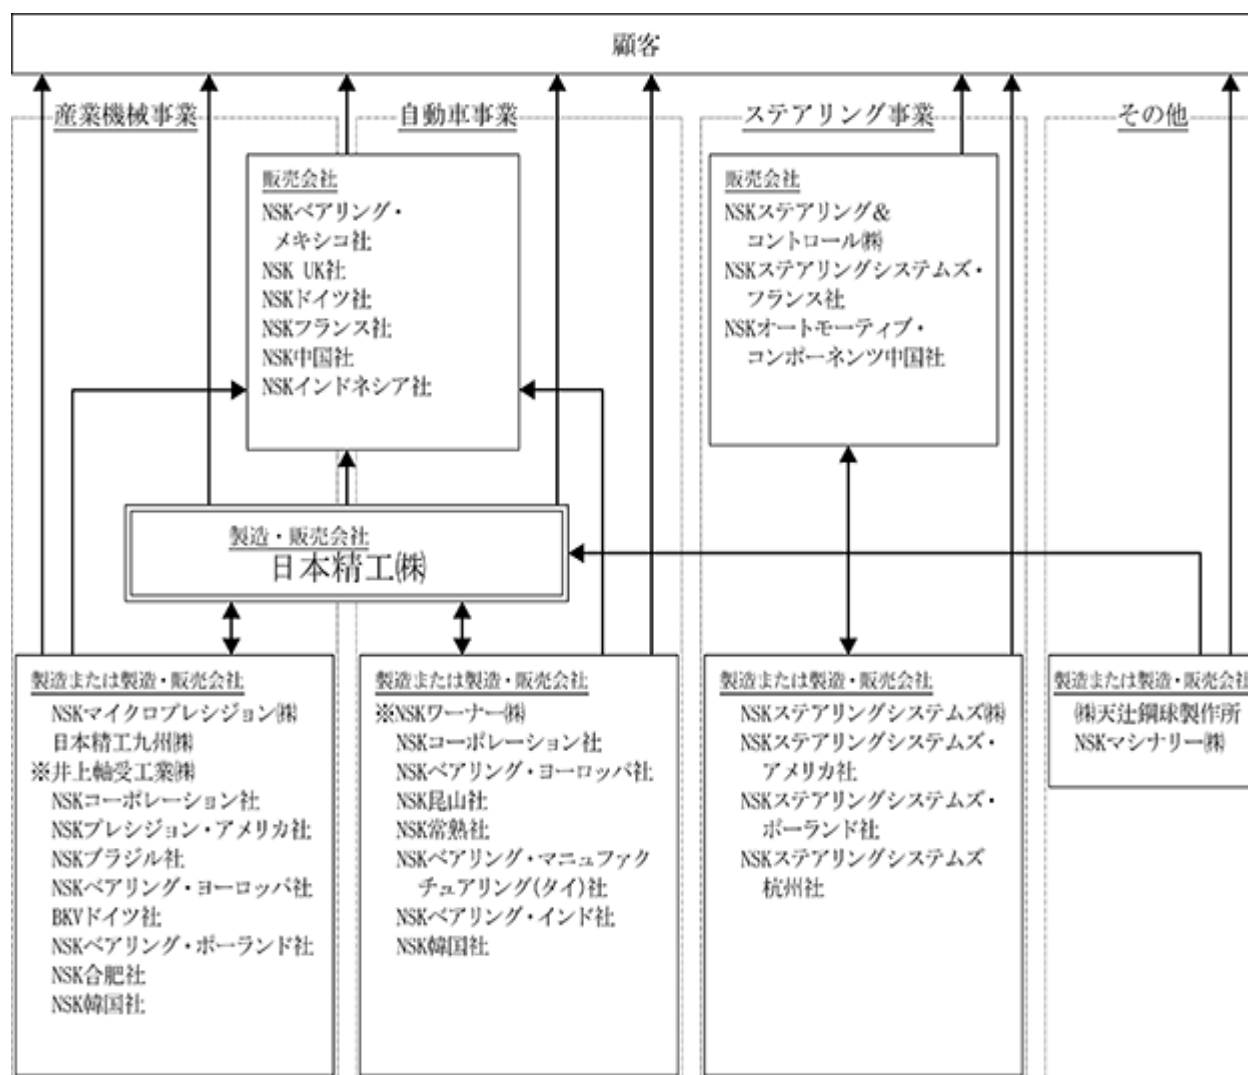 顧客
産業機械事業
自動車事業
ステアリング事業
その他
販売会社
NSKベアリング・
メキシコ社
NSK UK社
NSKドイツ社
NSKフランス社
NSK中国社
NSKインドネシア社
販売会社
NSKステアリング＆
コントロール㈱
NSKステアリングシステムズ・
フランス社
NSKオートモーティブ・
コンポーネンツ中国社
製造・販売会社
日本精工㈱
製造または製造・販売会社
NSKマイクロプレシジョン㈱
日本精工九州㈱
※井上軸受工業㈱
NSKコーポレーション社
NSKプレシジョン・アメリカ社
NSKブラジル社
NSKベアリング・ヨーロッパ社
BKVドイツ社
NSKベアリング・ポーランド社
NSK合肥社
NSK韓国社
製造または製造・販売会社
※NSKワーナー㈱
NSKコーポレーション社
NSKベアリング・ヨーロッパ社
NSK昆山社
NSK常熟社
NSKベアリング・マニュファク
チュアリング(タイ)社
NSKベアリング・インド社
NSK韓国社
製造または製造・販売会社
NSKステアリングシステムズ㈱
NSKステアリングシステムズ・
アメリカ社
NSKステアリングシステムズ・
ポーランド社
NSKステアリングシステムズ
杭州社
製造または製造・販売会社
㈱天辻鋼球製作所
NSKマシナリー㈱